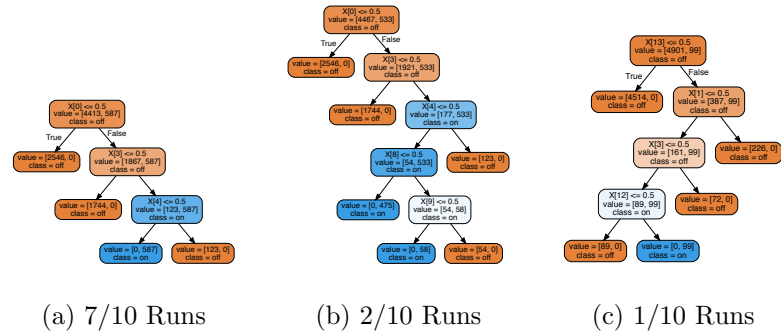 X[0] <= 0.5
value = [4413, 587]
class = off
True
False
value = [2546, 0]
class = off
X[3] <= 0.5
value = [1867, 587]
class = off
value = [1744, 0]
class = off
X[4] <= 0.5
value = [123, 587]
class = on
value = [0, 587]
class = on
value = [123, 0]
class = off
(a) 7/10 Runs
X[0] <= 0.5
value = [4467, 533]
class = off
True
False
value = [2546, 0]
class = off
X[3] <= 0.5
value = [1921, 533]
class = off
value = [1744, 0]
class = off
X[4] <= 0.5
value = [177, 533]
class = on
X[8] <= 0.5
value = [54, 533]
class = on
value = [123, 0]
class = off
value = [0, 475]
class = on
X[9] <= 0.5
value = [54, 58]
class = on
value = [0, 58]
class = on
value = [54, 0]
class = off
(b) 2/10 Runs
X[13] <= 0.5
value = [4901, 99]
class = off
True
False
value = [4514, 0]
class = off
X[1] <= 0.5
value = [387, 99]
class = off
X[3] <= 0.5
value = [161, 99]
class = off
value = [226, 0]
class = off
X[12] <= 0.5
value = [89, 99]
class = on
value = [72, 0]
class = off
value = [89, 0]
class = off
value = [0, 99]
class = on
(c) 1/10 Runs